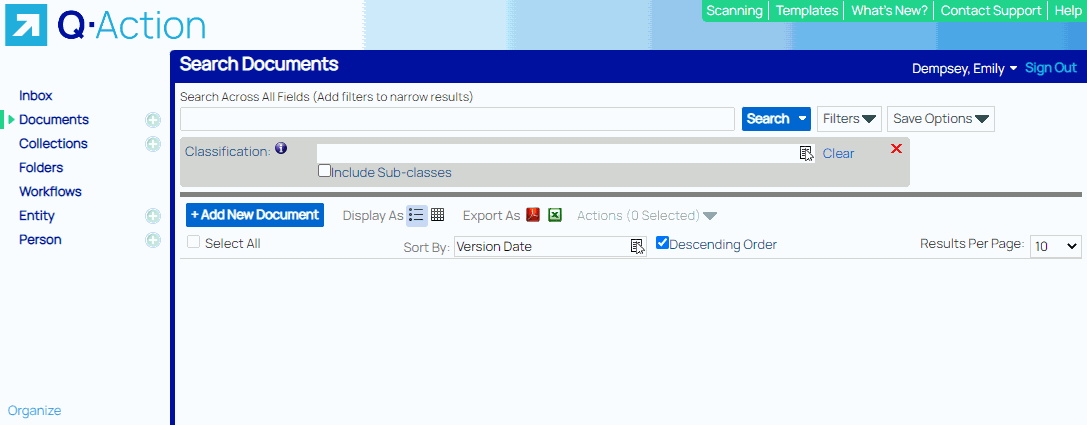 Q·Action
Scanning Templates What's New? Contact Support Help
Search Documents
Dempsey, Emily Sign Out
Inbox
Documents
Collections
Folders
Workflows
Entity
Person
Organize
Search Across All Fields (Add filters to narrow results)
Search Filters Save Options
Classification: Clear
Include Sub-classes
+ Add New Document Display As Export As Actions (0 Selected)
Select All Sort By: Version Date Descending Order Results Per Page: 10